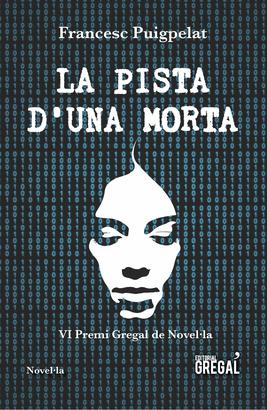 Francesc Puigpelat
LA PISTA
D'UNA MORTA
VI Premi Gregal de Novel·la
Novel·la
EDITORIAL
GREGAL